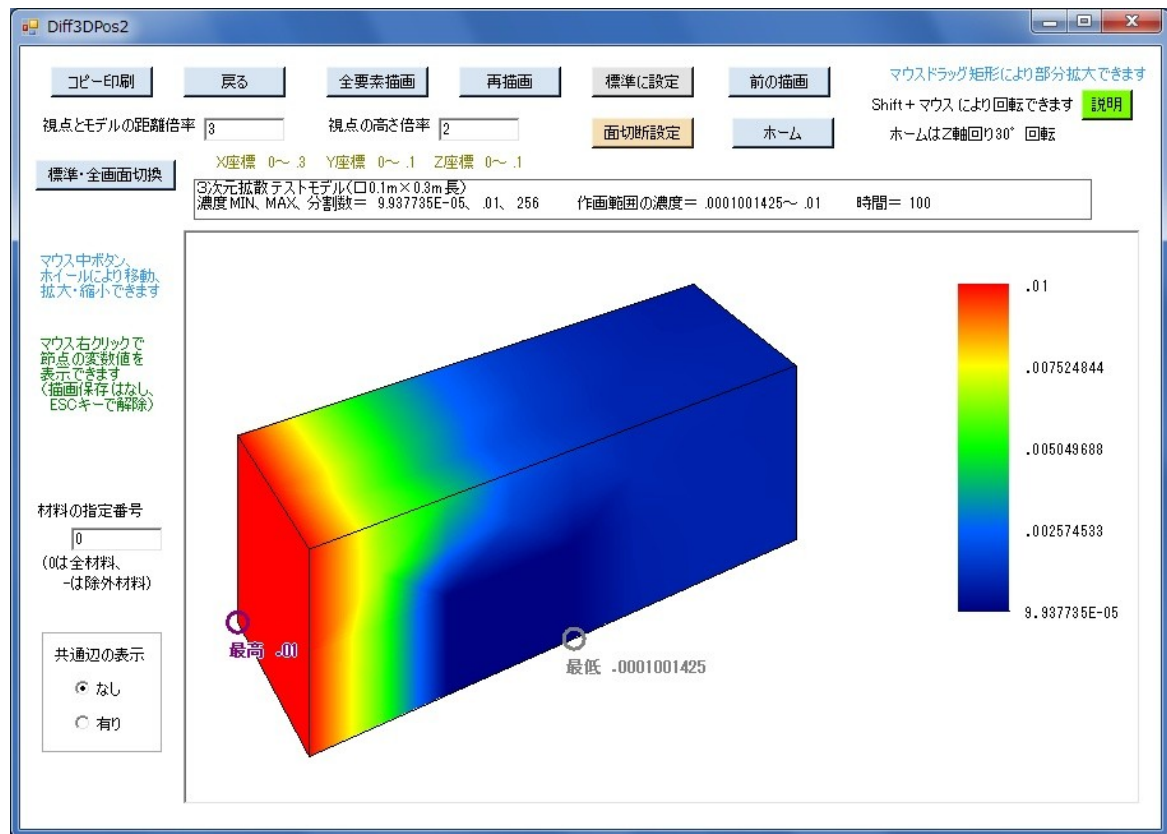 Diff3DPos2
コピー印刷
戻る
全要素描画
再描画
標準に設定
前の描画
マウスドラッグ矩形により部分拡大できます
Shift+マウス により回転できます
説明
視点とモデルの距離倍率 3
視点の高さ倍率 2
面切断設定
ホーム
ホームはZ軸回り30° 回転
標準・全画面切換
X座標 0～ .3 Y座標 0～ .1 Z座標 0～ .1
3次元拡散テストモデル(口0.1m×0.3m長)
濃度MIN、MAX、分割数= 9.937735E-05、 .01、 256 作画範囲の濃度= .0001001425～ .01 時間= 100
マウス中ボタン、
ホイールにより移動、
拡大・縮小できます
マウス右クリックで
節点の変数値を
表示できます
(描画保存はなし、
ESCキーで解除)
材料の指定番号
0
(0は全材料、
-は除外材料)
共通辺の表示
なし
有り
最高 .01
最低 .0001001425
.01
.007524844
.005049688
.002574533
9.937735E-05